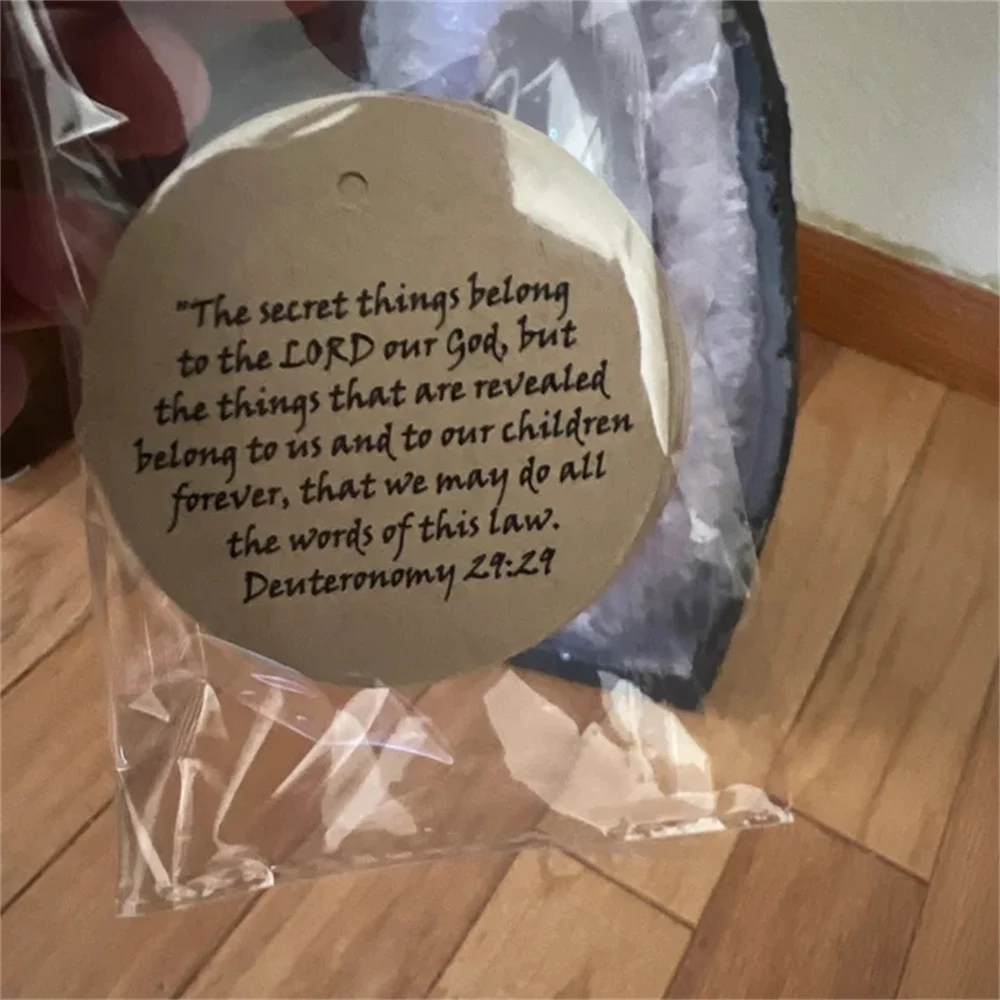 "The secret things belong
to the LORD our God, but
the things that are revealed
belong to us and to our children
forever, that we may do all
the words of this law.
Deuteronomy 29:29